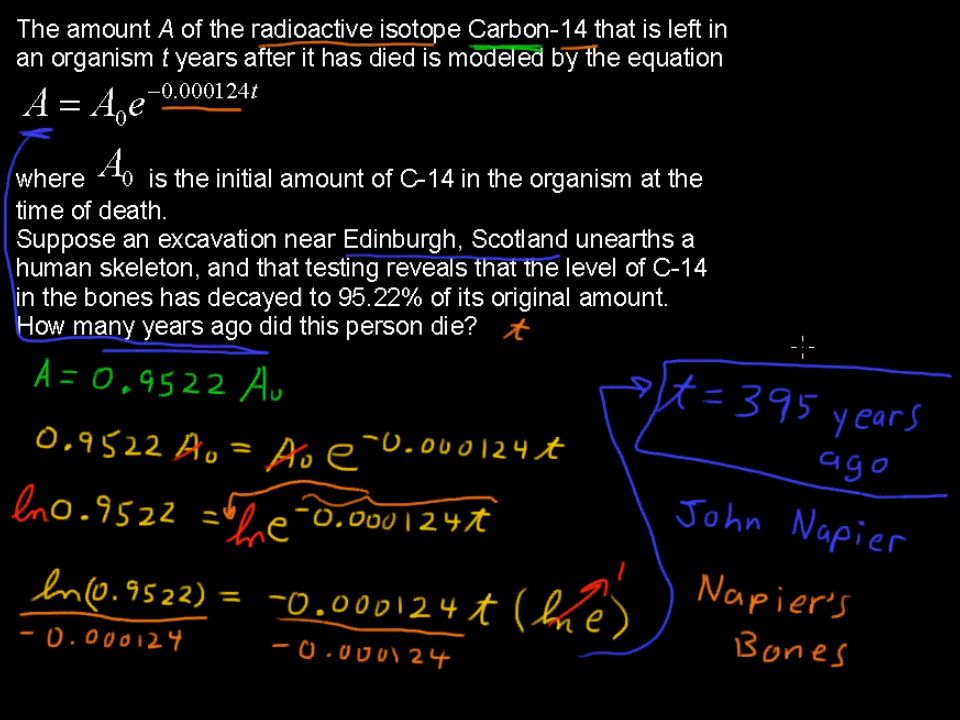 The amount A of the radioactive isotope Carbon-14 that is left in
an organism t years after it has died is modeled by the equation
A = A₀e^−0.000124t
where A₀ is the initial amount of C-14 in the organism at the
time of death.
Suppose an excavation near Edinburgh, Scotland unearths a
human skeleton, and that testing reveals that the level of C-14
in the bones has decayed to 95.22% of its original amount.
How many years ago did this person die? t
A = 0.9522 A₀
0.9522 A₀ = A₀ e^-0.000124t
ln 0.9522 = ln e^-0.000124t
ln(0.9522) = -0.000124 t (ln e) 1
-0.000124 -0.000124
t = 395 years
ago
John Napier
Napier's
Bones